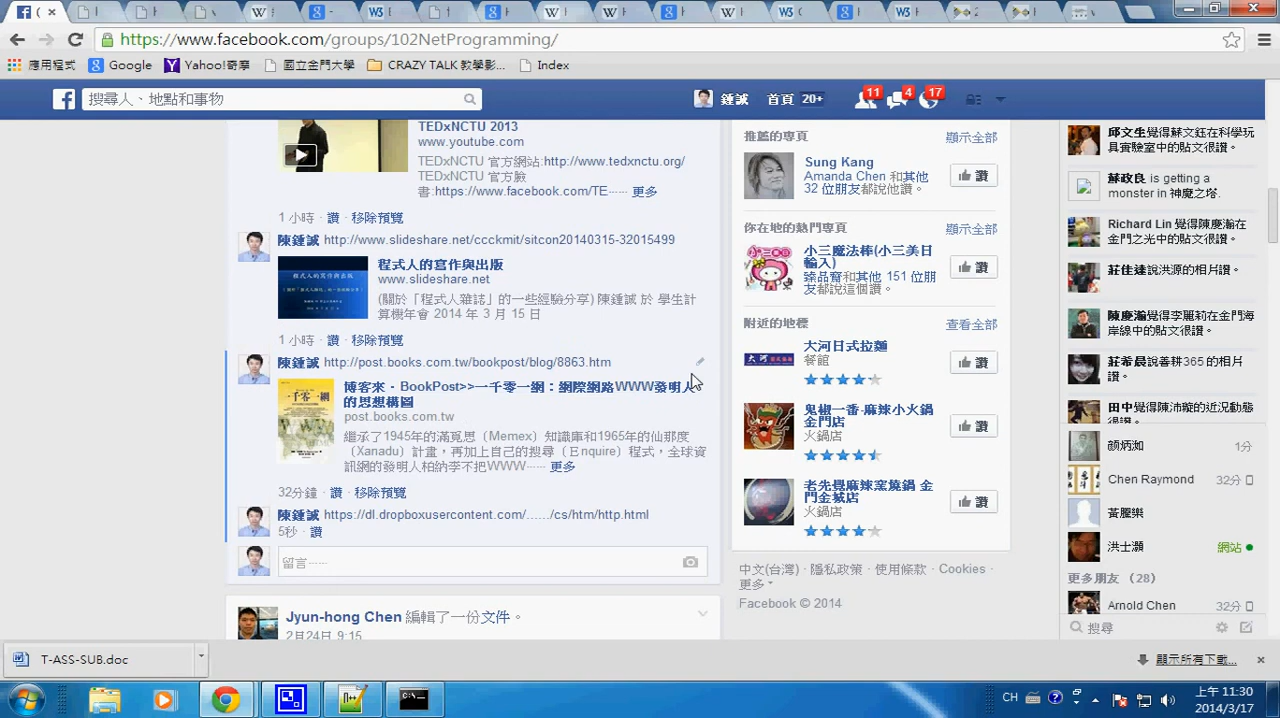 https://www.facebook.com/groups/102NetProgramming/
應用程式
Google
Yahoo!奇摩
國立金門大學
CRAZY TALK 教學影...
Index
搜尋人、地點和事物
鍾誠
首頁 20+
11
4
17
TEDxNCTU 2013
www.youtube.com
TEDxNCTU 官方網站:http://www.tedxnctu.org/
TEDxNCTU 官方臉
書:https://www.facebook.com/TE······ 更多
1 小時 · 讚 · 移除預覽
陳鍾誠 http://www.slideshare.net/ccckmit/sitcon20140315-32015499
程式人的寫作與出版
www.slideshare.net
(關於「程式人雜誌」的一些經驗分享) 陳鍾誠 於 學生計
算機年會 2014 年 3 月 15 日
1 小時 · 讚 · 移除預覽
陳鍾誠 http://post.books.com.tw/bookpost/blog/8863.htm
博客來 - BookPost>>一千零一網：網際網路WWW發明人
的思想構圖
post.books.com.tw
繼承了1945年的滿覓思（Memex）知識庫和1965年的仙那度
（Xanadu）計畫，再加上自己的搜尋（Enquire）程式，全球資
訊網的發明人柏納李不把WWW······ 更多
32分鐘 · 讚 · 移除預覽
陳鍾誠 https://dl.dropboxusercontent.com/……/cs/htm/http.html
5秒 · 讚
留言……
Jyun-hong Chen 編輯了一份文件。
2月24日 9:15
推薦的專頁
顯示全部
Sung Kang
Amanda Chen 和其他
32 位朋友都說他讚。
讚
你在地的熱門專頁
顯示全部
小三魔法棒(小三美日
輸入)
臻品齋和其他 151 位朋
友都說這個讚。
讚
附近的地標
查看全部
大河日式拉麵
餐館
讚
鬼椒一番-麻辣小火鍋
金門店
火鍋店
讚
老先覺麻辣窯燒鍋 金
門金城店
火鍋店
讚
中文(台灣) · 隱私政策 · 使用條款 · Cookies ·
更多
Facebook © 2014
邱文生覺得蘇文鈺在科學玩
具實驗室中的貼文很讚。
蘇政良 is getting a
monster in 神魔之塔.
Richard Lin 覺得陳慶瀚在
金門之光中的貼文很讚。
莊佳達說洪源的相片讚。
陳慶瀚覺得李麗莉在金門海
岸線中的貼文很讚。
莊希晨說善耕365 的相片
讚。
顏炳洳 1分
Chen Raymond 32分
黃騰樂
洪士灝 網站
更多朋友 (28)
Arnold Chen 32分
搜尋
T-ASS-SUB.doc
顯示所有下載...
CH
上午 11:30
2014/3/17